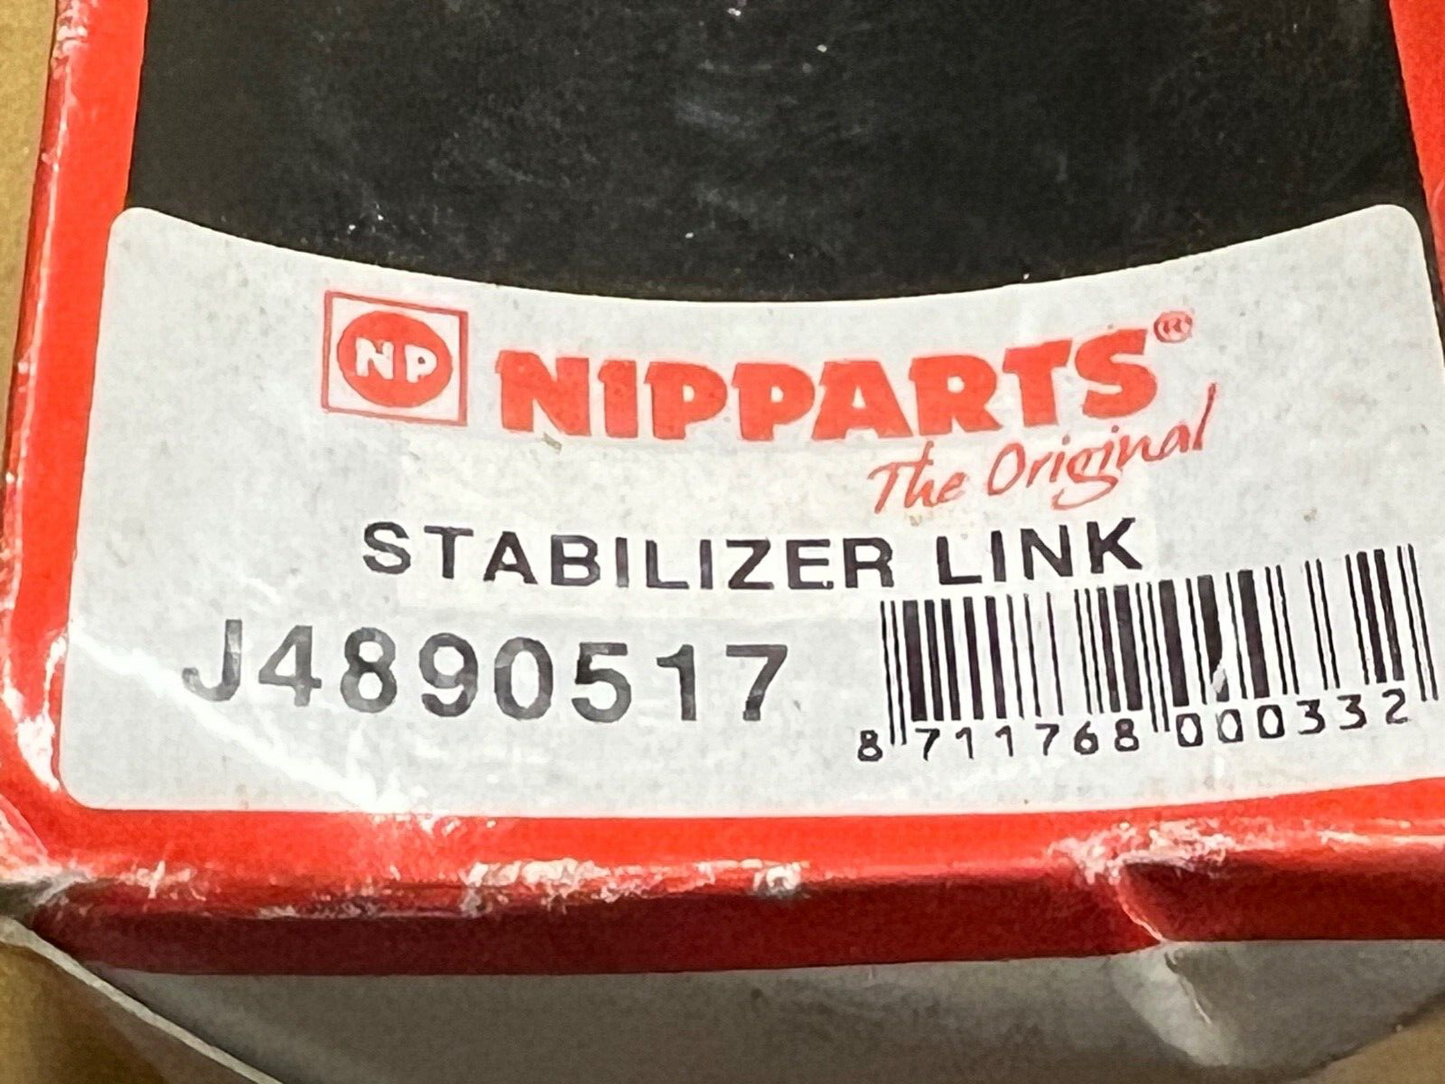 NP NIPPARTS®
The Original
STABILIZER LINK
J4890517
8 711768 000332